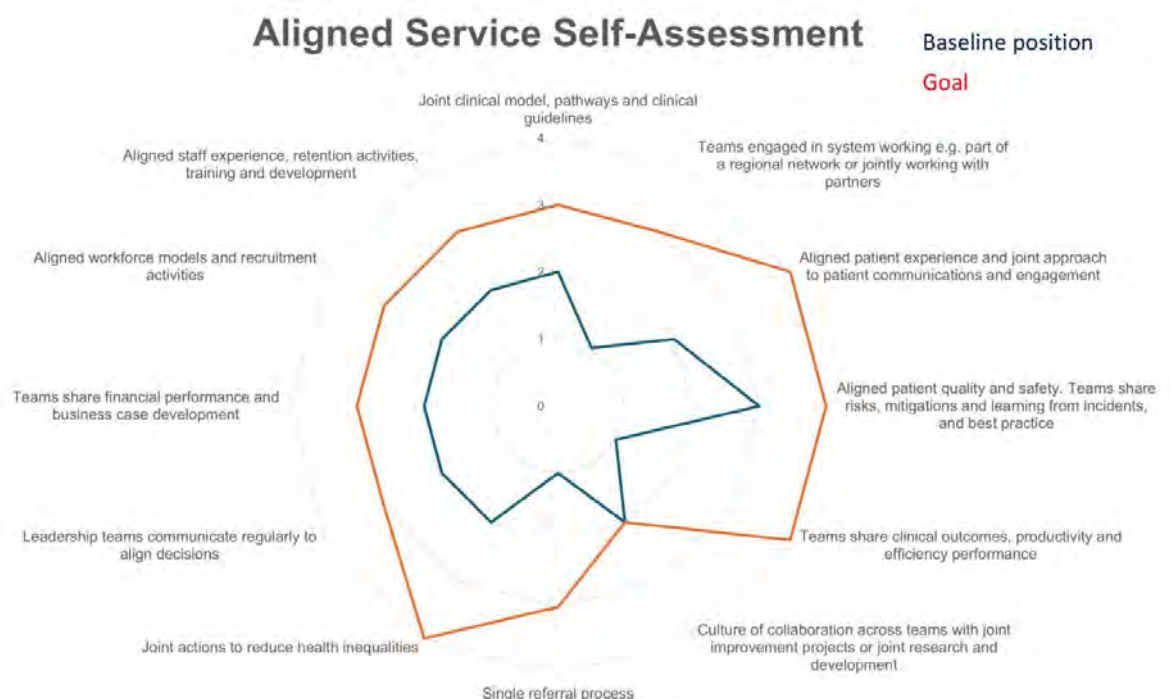 Aligned Service Self-Assessment
Baseline position
Goal
Joint clinical model, pathways and clinical
guidelines
Teams engaged in system working e.g. part of
a regional network or jointly working with
partners
Aligned patient experience and joint approach
to patient communications and engagement
Aligned patient quality and safety. Teams share
risks, mitigations and learning from incidents,
and best practice
Teams share clinical outcomes, productivity and
efficiency performance
Culture of collaboration across teams with joint
improvement projects or joint research and
development
Single referral process
Joint actions to reduce health inequalities
Leadership teams communicate regularly to
align decisions
Teams share financial performance and
business case development
Aligned workforce models and recruitment
activities
Aligned staff experience, retention activities,
training and development
4
3
2
1
0